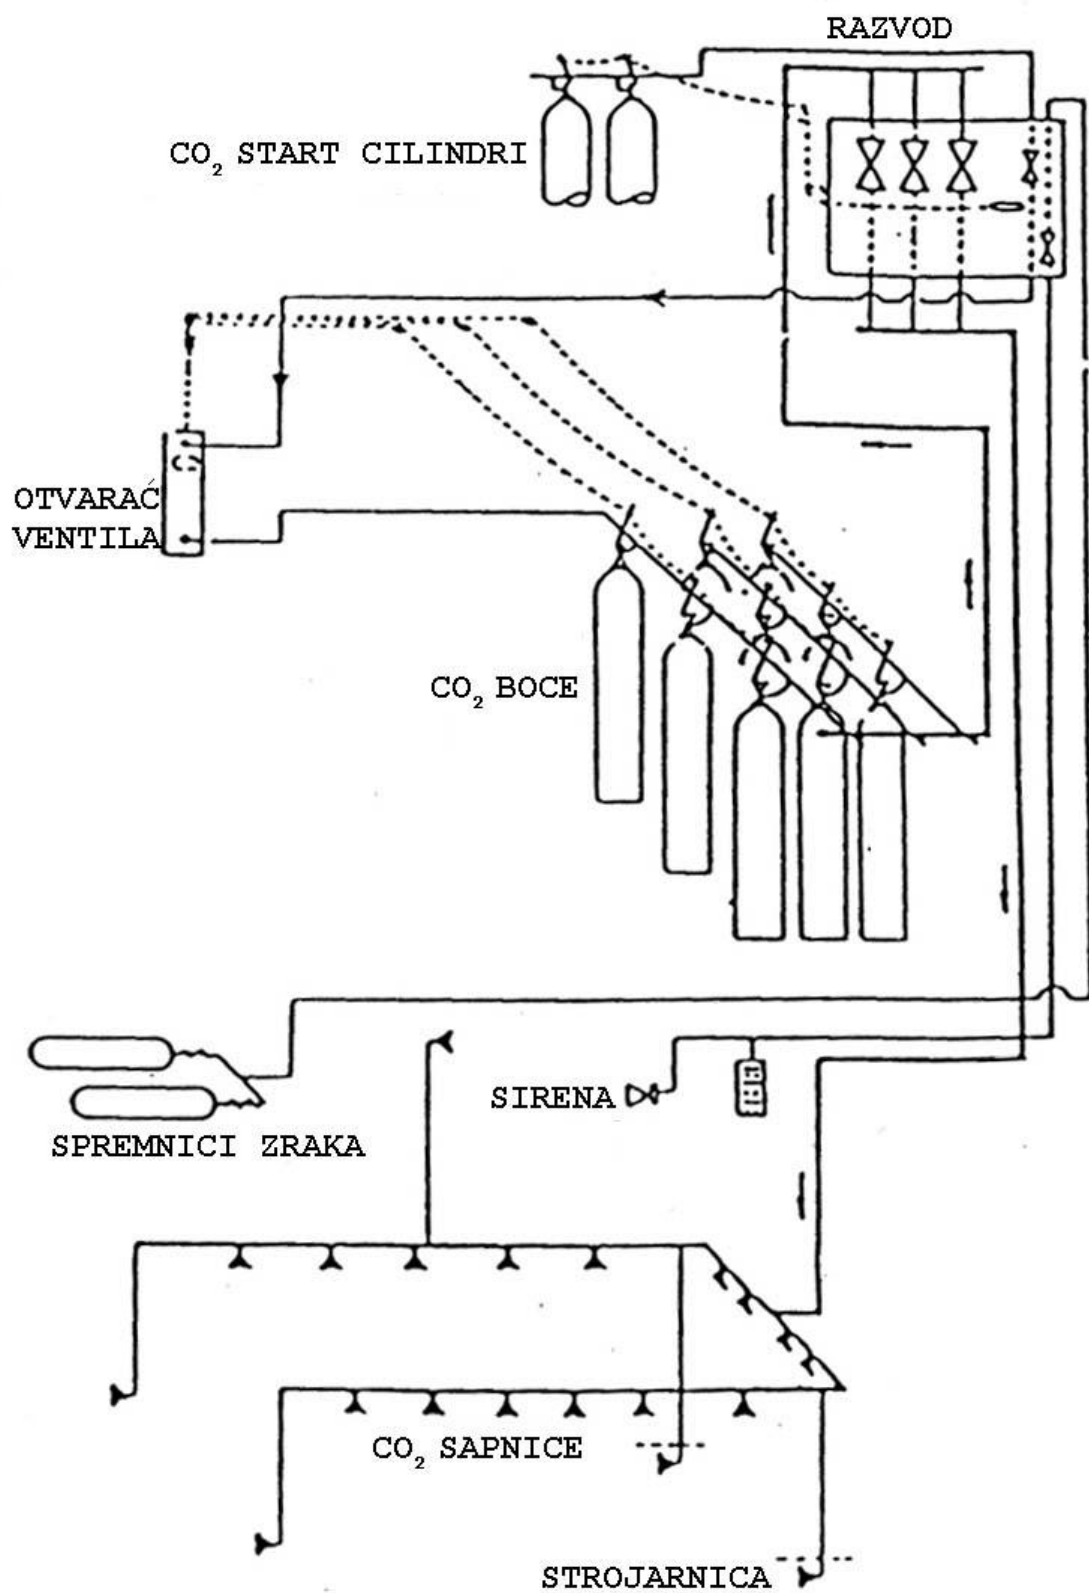 RAZVOD
CO₂ START CILINDRI
OTVARAĆ
VENTILA
CO₂ BOCE
SIRENA
SPREMNICI ZRAKA
CO₂ SAPNICE
STROJARNICA